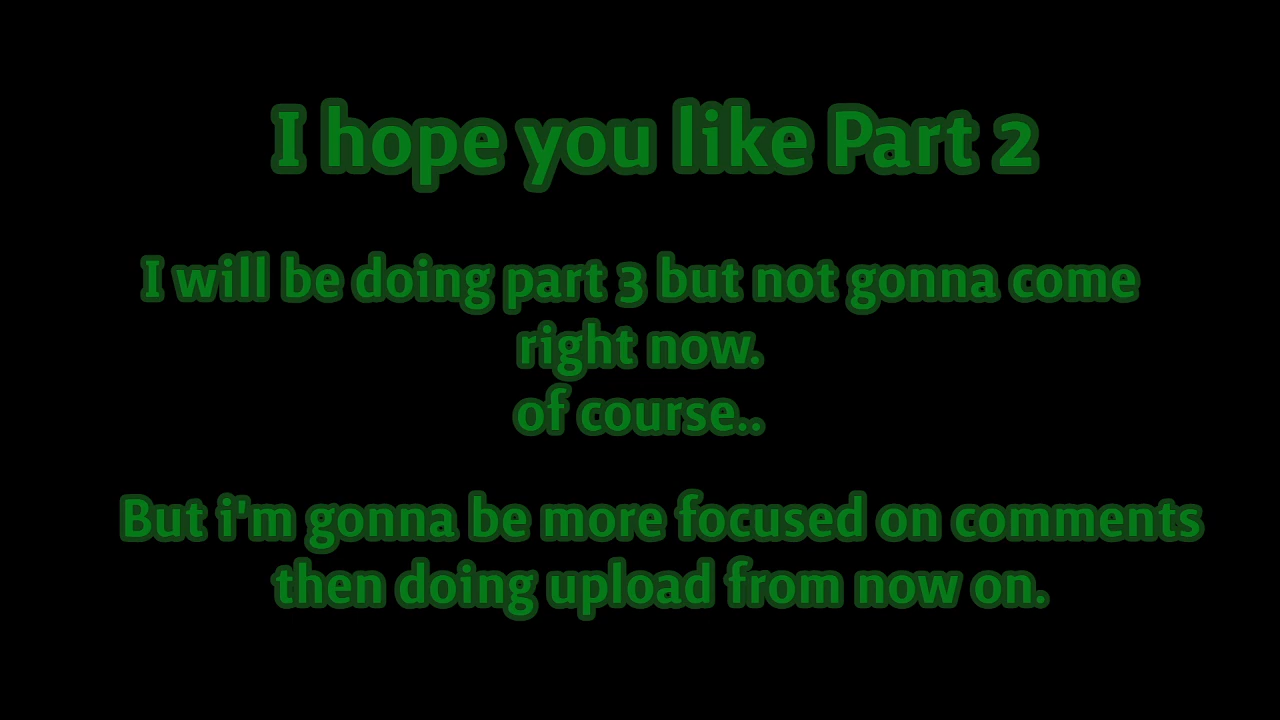 I hope you like Part 2
I will be doing part 3 but not gonna come
right now.
of course..
But i'm gonna be more focused on comments
then doing upload from now on.